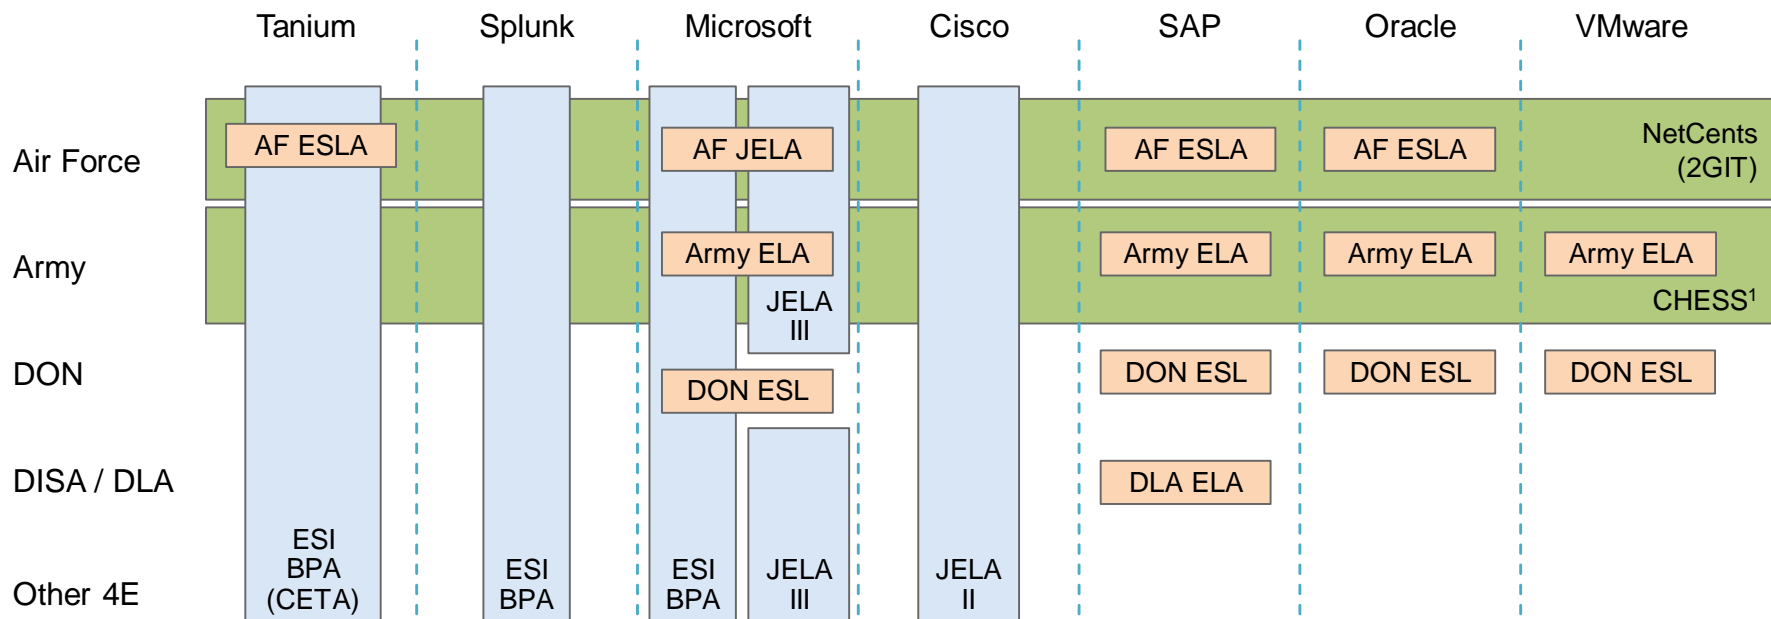 Tanium Splunk Microsoft Cisco SAP Oracle VMware
Air Force
AF ESLA
AF JELA
AF ESLA
AF ESLA
NetCents
(2GIT)
Army
Army ELA
Army ELA
Army ELA
Army ELA
JELA
III
CHESS¹
DON
DON ESL
DON ESL
DON ESL
DON ESL
DISA / DLA
DLA ELA
Other 4E
ESI
BPA
(CETA)
ESI
BPA
ESI
BPA
JELA
III
JELA
II